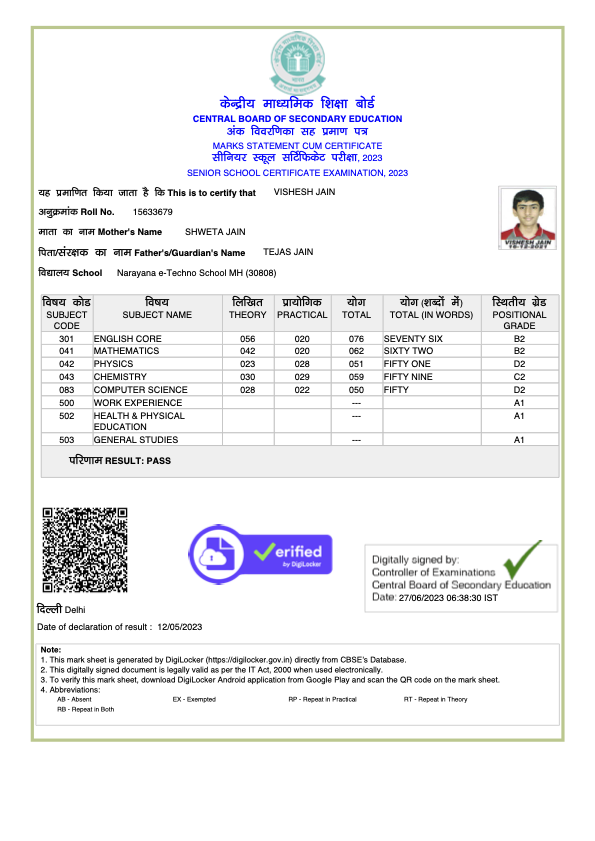 केन्द्रीय माध्यमिक शिक्षा बोर्ड
CENTRAL BOARD OF SECONDARY EDUCATION
अंक विवरणिका सह प्रमाण पत्र
MARKS STATEMENT CUM CERTIFICATE
सीनियर स्कूल सर्टिफिकेट परीक्षा, 2023
SENIOR SCHOOL CERTIFICATE EXAMINATION, 2023
यह प्रमाणित किया जाता है कि This is to certify that VISHESH JAIN
अनुक्रमांक Roll No. 15633679
माता का नाम Mother's Name SHWETA JAIN
पिता/संरक्षक का नाम Father's/Guardian's Name TEJAS JAIN
विद्यालय School Narayana e-Techno School MH (30808)
VISHESH JAIN
विषय कोड विषय लिखित प्रायोगिक योग योग (शब्दों में) स्थितीय ग्रेड
SUBJECT CODE SUBJECT NAME THEORY PRACTICAL TOTAL TOTAL (IN WORDS) POSITIONAL GRADE
301 ENGLISH CORE 056 020 076 SEVENTY SIX B2
041 MATHEMATICS 042 020 062 SIXTY TWO B2
042 PHYSICS 023 028 051 FIFTY ONE D2
043 CHEMISTRY 030 029 059 FIFTY NINE C2
083 COMPUTER SCIENCE 028 022 050 FIFTY D2
500 WORK EXPERIENCE --- A1
502 HEALTH & PHYSICAL EDUCATION --- A1
503 GENERAL STUDIES --- A1
परिणाम RESULT: PASS
Verified
by DigiLocker
Digitally signed by:
Controller of Examinations
Central Board of Secondary Education
Date: 27/06/2023 06:38:30 IST
दिल्ली Delhi
Date of declaration of result : 12/05/2023
Note:
1. This mark sheet is generated by DigiLocker (https://digilocker.gov.in) directly from CBSE's Database.
2. This digitally signed document is legally valid as per the IT Act, 2000 when used electronically.
3. To verify this mark sheet, download DigiLocker Android application from Google Play and scan the QR code on the mark sheet.
4. Abbreviations:
AB - Absent EX - Exempted RP - Repeat in Practical RT - Repeat in Theory
RB - Repeat in Both